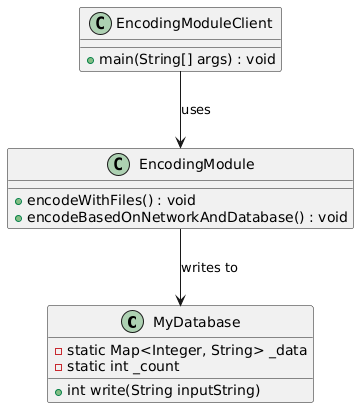 C EncodingModuleClient
main(String[] args) : void
uses
C EncodingModule
encodeWithFiles() : void
encodeBasedOnNetworkAndDatabase() : void
writes to
C MyDatabase
static Map<Integer, String> _data
static int _count
int write(String inputString)